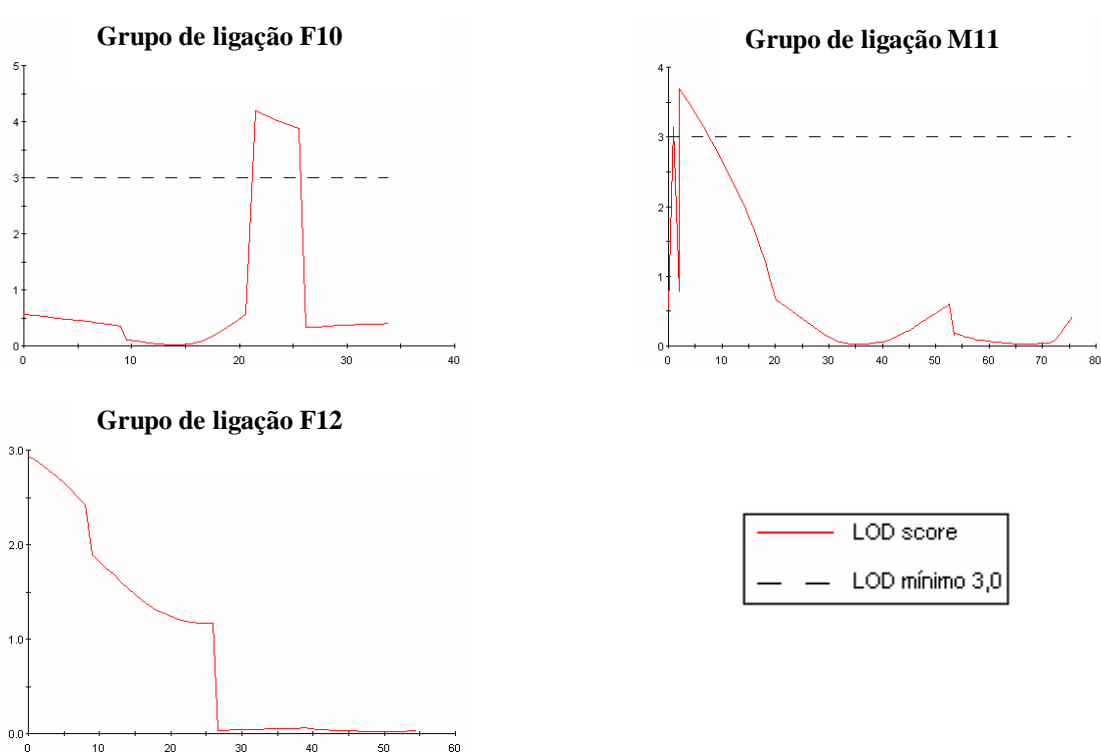 Grupo de ligação F10
5
4
3
2
1
0
0 10 20 30 40
Grupo de ligação M11
4
3
2
1
0
0 10 20 30 40 50 60 70 80
Grupo de ligação F12
3.0
2.0
1.0
0.0
0 10 20 30 40 50 60
LOD score
LOD mínimo 3,0